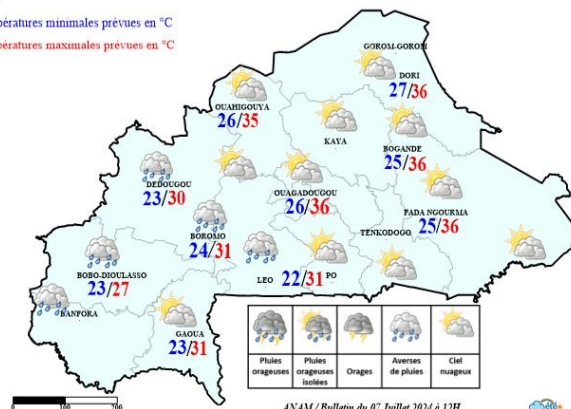 pératures minimales prévues en °C
pératures maximales prévues en °C
GOROM-GOROM
DORI
27/36
OUAHIGOUYA
26/35
KAYA
BOGANDE
25/36
DEDOUGOU
23/30
OUAGADOUGOU
26/36
FADA NGOURMA
25/36
BOROMO
24/31
TENKODOGO
BOBO-DIOULASSO
23/27
LEO 22/31 PO
BANFORA
GAOUA
23/31
Pluies orageuses
Pluies orageuses isolées
Orages
Averses de pluies
Ciel nuageux
100 200
ANAM / Bulletin du 07 Juillet 2024 à 12H